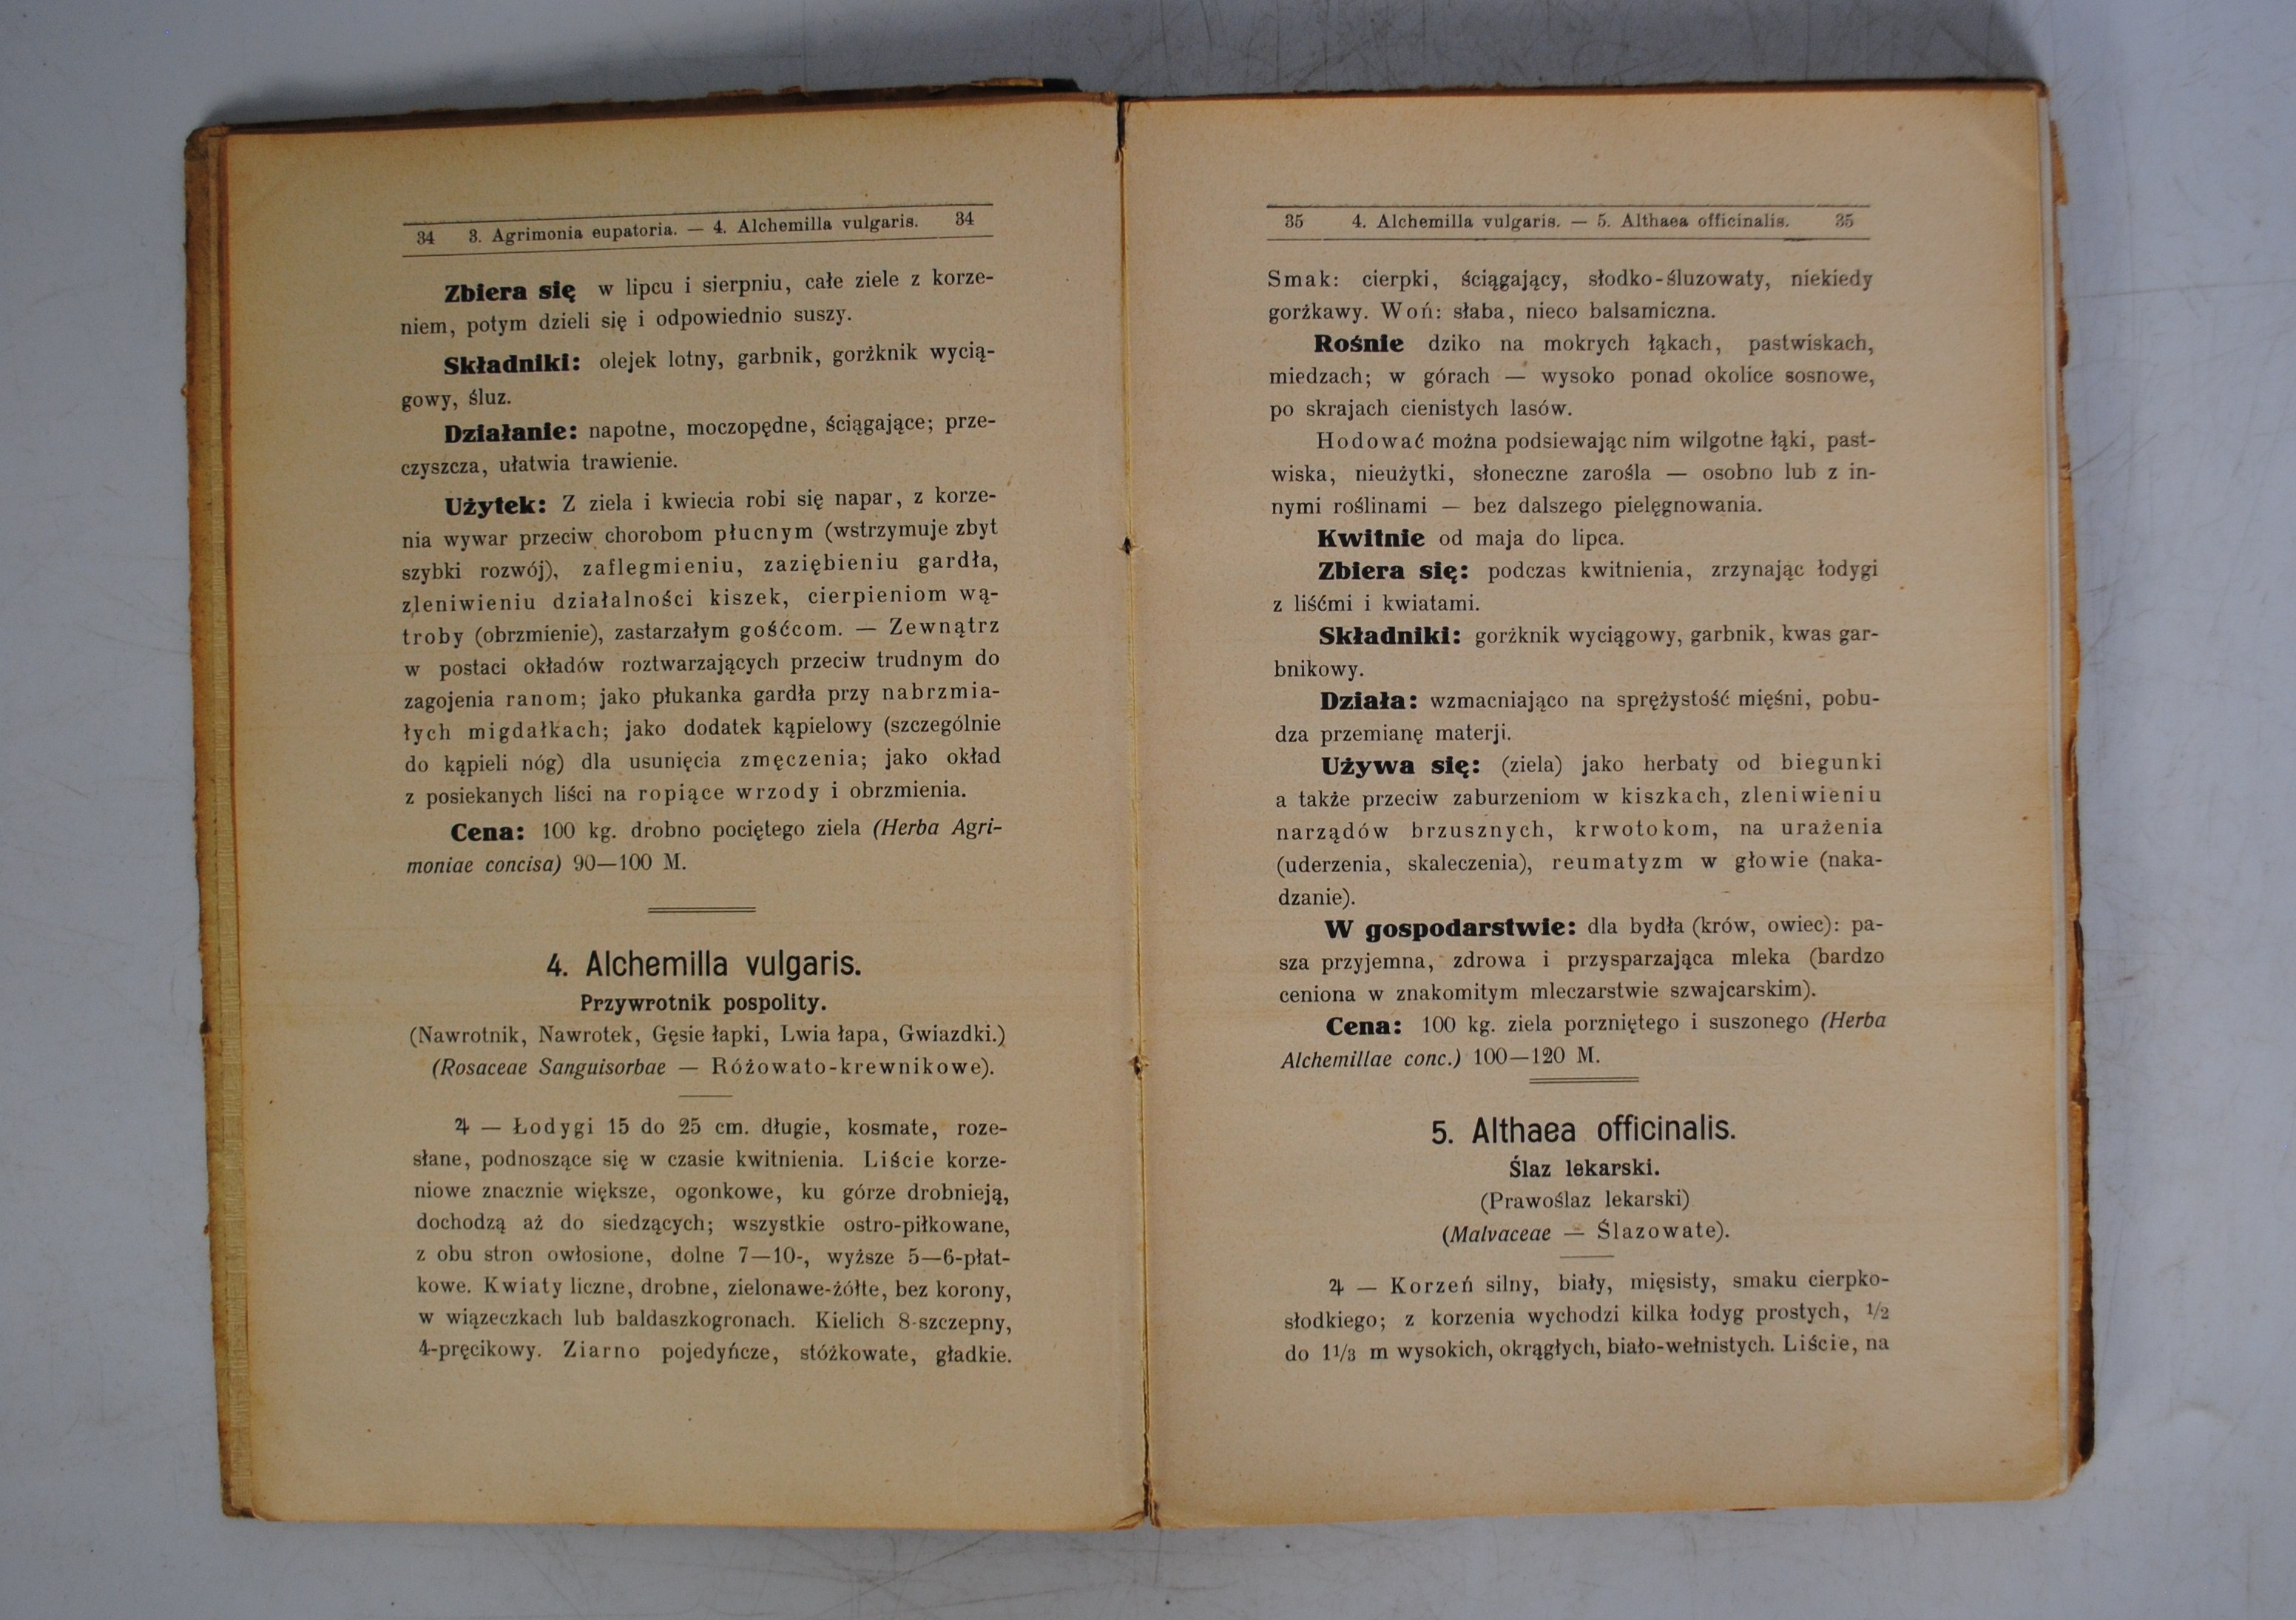 34 3. Agrimonia eupatoria. — 4. Alchemilla vulgaris. 34
Zbiera się w lipcu i sierpniu, całe ziele z korze-
niem, potym dzieli się i odpowiednio suszy.
Składniki: olejek lotny, garbnik, gorżknik wycią-
gowy, śluz.
Działanie: napotne, moczopędne, ściągające; prze-
czyszcza, ułatwia trawienie.
Użytek: Z ziela i kwiecia robi się napar, z korze-
nia wywar przeciw chorobom płucnym (wstrzymuje zbyt
szybki rozwój), zaflegmieniu, zaziębieniu gardła,
zleniwieniu działalności kiszek, cierpieniom wą-
troby (obrzmienie), zastarzałym gośćcom. — Zewnątrz
w postaci okładów roztwarzających przeciw trudnym do
zagojenia ranom; jako płukanka gardła przy nabrzmia-
łych migdałkach; jako dodatek kąpielowy (szczególnie
do kąpieli nóg) dla usunięcia zmęczenia; jako okład
z posiekanych liści na ropiące wrzody i obrzmienia.
Cena: 100 kg. drobno pociętego ziela (Herba Agri-
moniae concisa) 90—100 M.
4. Alchemilla vulgaris.
Przywrotnik pospolity.
(Nawrotnik, Nawrotek, Gęsie łapki, Lwia łapa, Gwiazdki.)
(Rosaceae Sanguisorbae — Różowato-krewnikowe).
♃ — Łodygi 15 do 25 cm. długie, kosmate, roze-
słane, podnoszące się w czasie kwitnienia. Liście korze-
niowe znacznie większe, ogonkowe, ku górze drobnieją,
dochodzą aż do siedzących; wszystkie ostro-piłkowane,
z obu stron owłosione, dolne 7—10-, wyższe 5—6-płat-
kowe. Kwiaty liczne, drobne, zielonawe-żółte, bez korony,
w wiązeczkach lub baldaszkogronach. Kielich 8-szczepny,
4-pręcikowy. Ziarno pojedyńcze, stóżkowate, gładkie.
35 4. Alchemilla vulgaris. — 5. Althaea officinalis. 35
Smak: cierpki, ściągający, słodko-śluzowaty, niekiedy
gorżkawy. Woń: słaba, nieco balsamiczna.
Rośnie dziko na mokrych łąkach, pastwiskach,
miedzach; w górach — wysoko ponad okolice sosnowe,
po skrajach cienistych lasów.
Hodować można podsiewając nim wilgotne łąki, past-
wiska, nieużytki, słoneczne zarośla — osobno lub z in-
nymi roślinami — bez dalszego pielęgnowania.
Kwitnie od maja do lipca.
Zbiera się: podczas kwitnienia, zrzynając łodygi
z liśćmi i kwiatami.
Składniki: gorżknik wyciągowy, garbnik, kwas gar-
bnikowy.
Działa: wzmacniająco na sprężystość mięśni, pobu-
dza przemianę materji.
Używa się: (ziela) jako herbaty od biegunki
a także przeciw zaburzeniom w kiszkach, zleniwieniu
narządów brzusznych, krwotokom, na urażenia
(uderzenia, skaleczenia), reumatyzm w głowie (naka-
dzanie).
W gospodarstwie: dla bydła (krów, owiec): pa-
sza przyjemna, zdrowa i przysparzająca mleka (bardzo
ceniona w znakomitym mleczarstwie szwajcarskim).
Cena: 100 kg. ziela porzniętego i suszonego (Herba
Alchemillae conc.) 100—120 M.
5. Althaea officinalis.
Ślaz lekarski.
(Prawoślaz lekarski)
(Malvaceae — Ślazowate).
♃ — Korzeń silny, biały, mięsisty, smaku cierpko-
słodkiego; z korzenia wychodzi kilka łodyg prostych, 1/2
do 1 1/3 m wysokich, okrągłych, biało-wełnistych. Liście, na